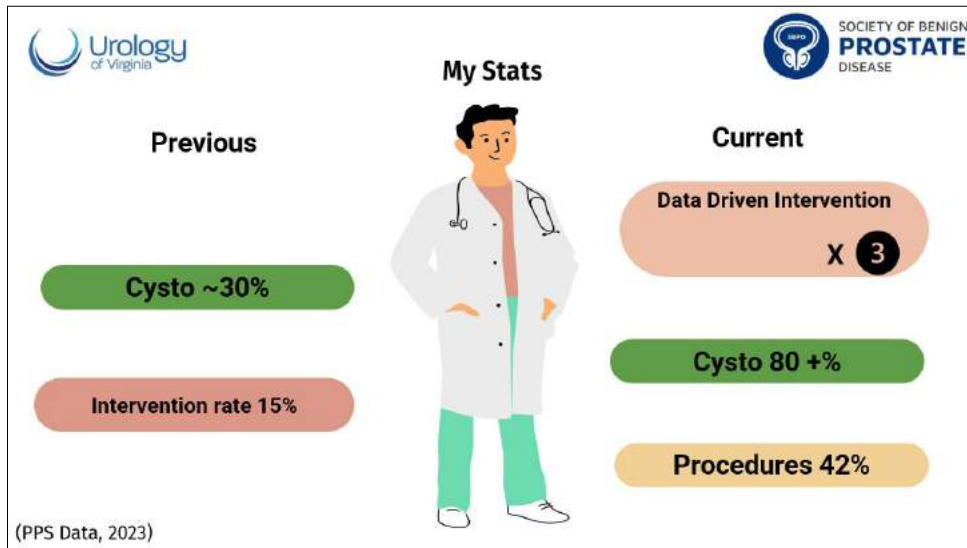 Urology
of Virginia
SBPD
SOCIETY OF BENIGN
PROSTATE
DISEASE
My Stats
Previous
Cysto ~30%
Intervention rate 15%
Current
Data Driven Intervention
X 3
Cysto 80 +%
Procedures 42%
(PPS Data, 2023)